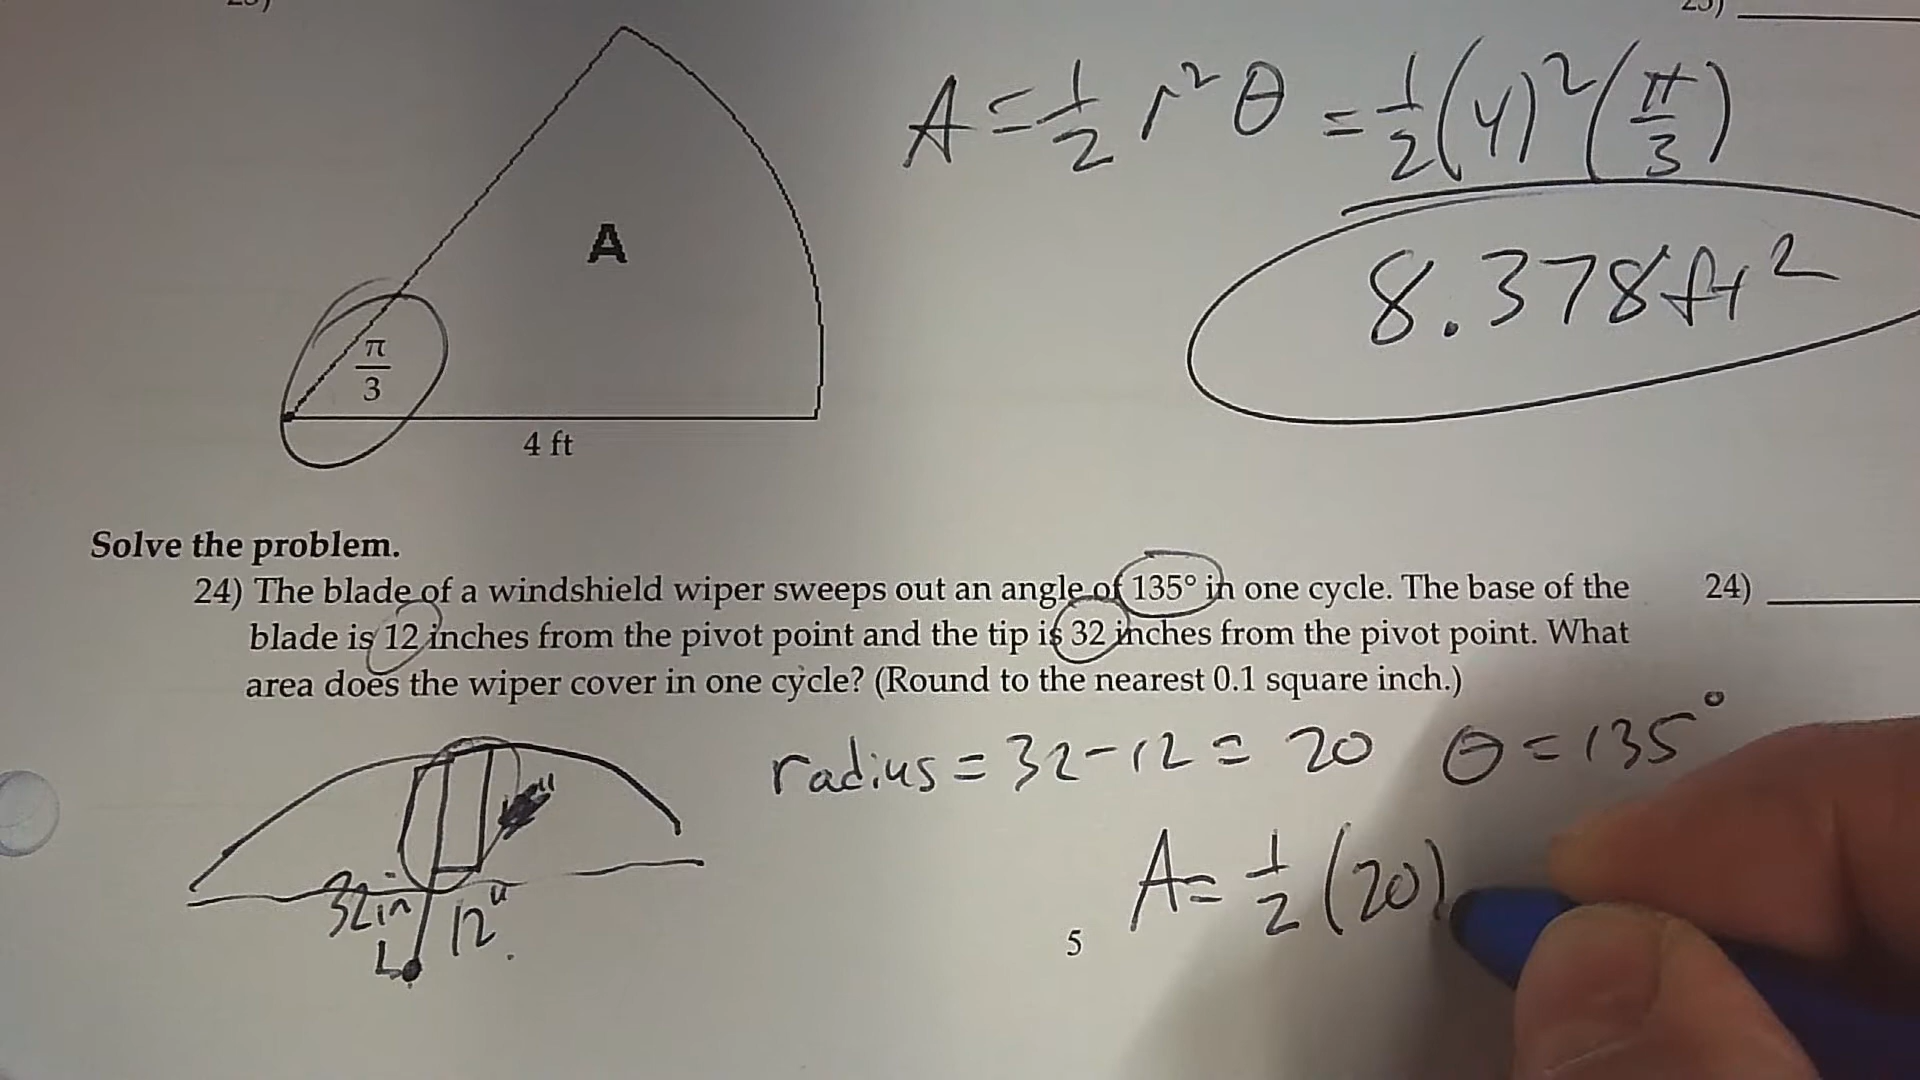 A = 1/2 r² θ = 1/2 (4)² (π/3)
8.378 ft²
A
π/3
4 ft
Solve the problem.
24) The blade of a windshield wiper sweeps out an angle of 135° in one cycle. The base of the 24)
blade is 12 inches from the pivot point and the tip is 32 inches from the pivot point. What
area does the wiper cover in one cycle? (Round to the nearest 0.1 square inch.)
radius = 32 - 12 = 20 θ = 135°
32in 12"
A = 1/2 (20)
5